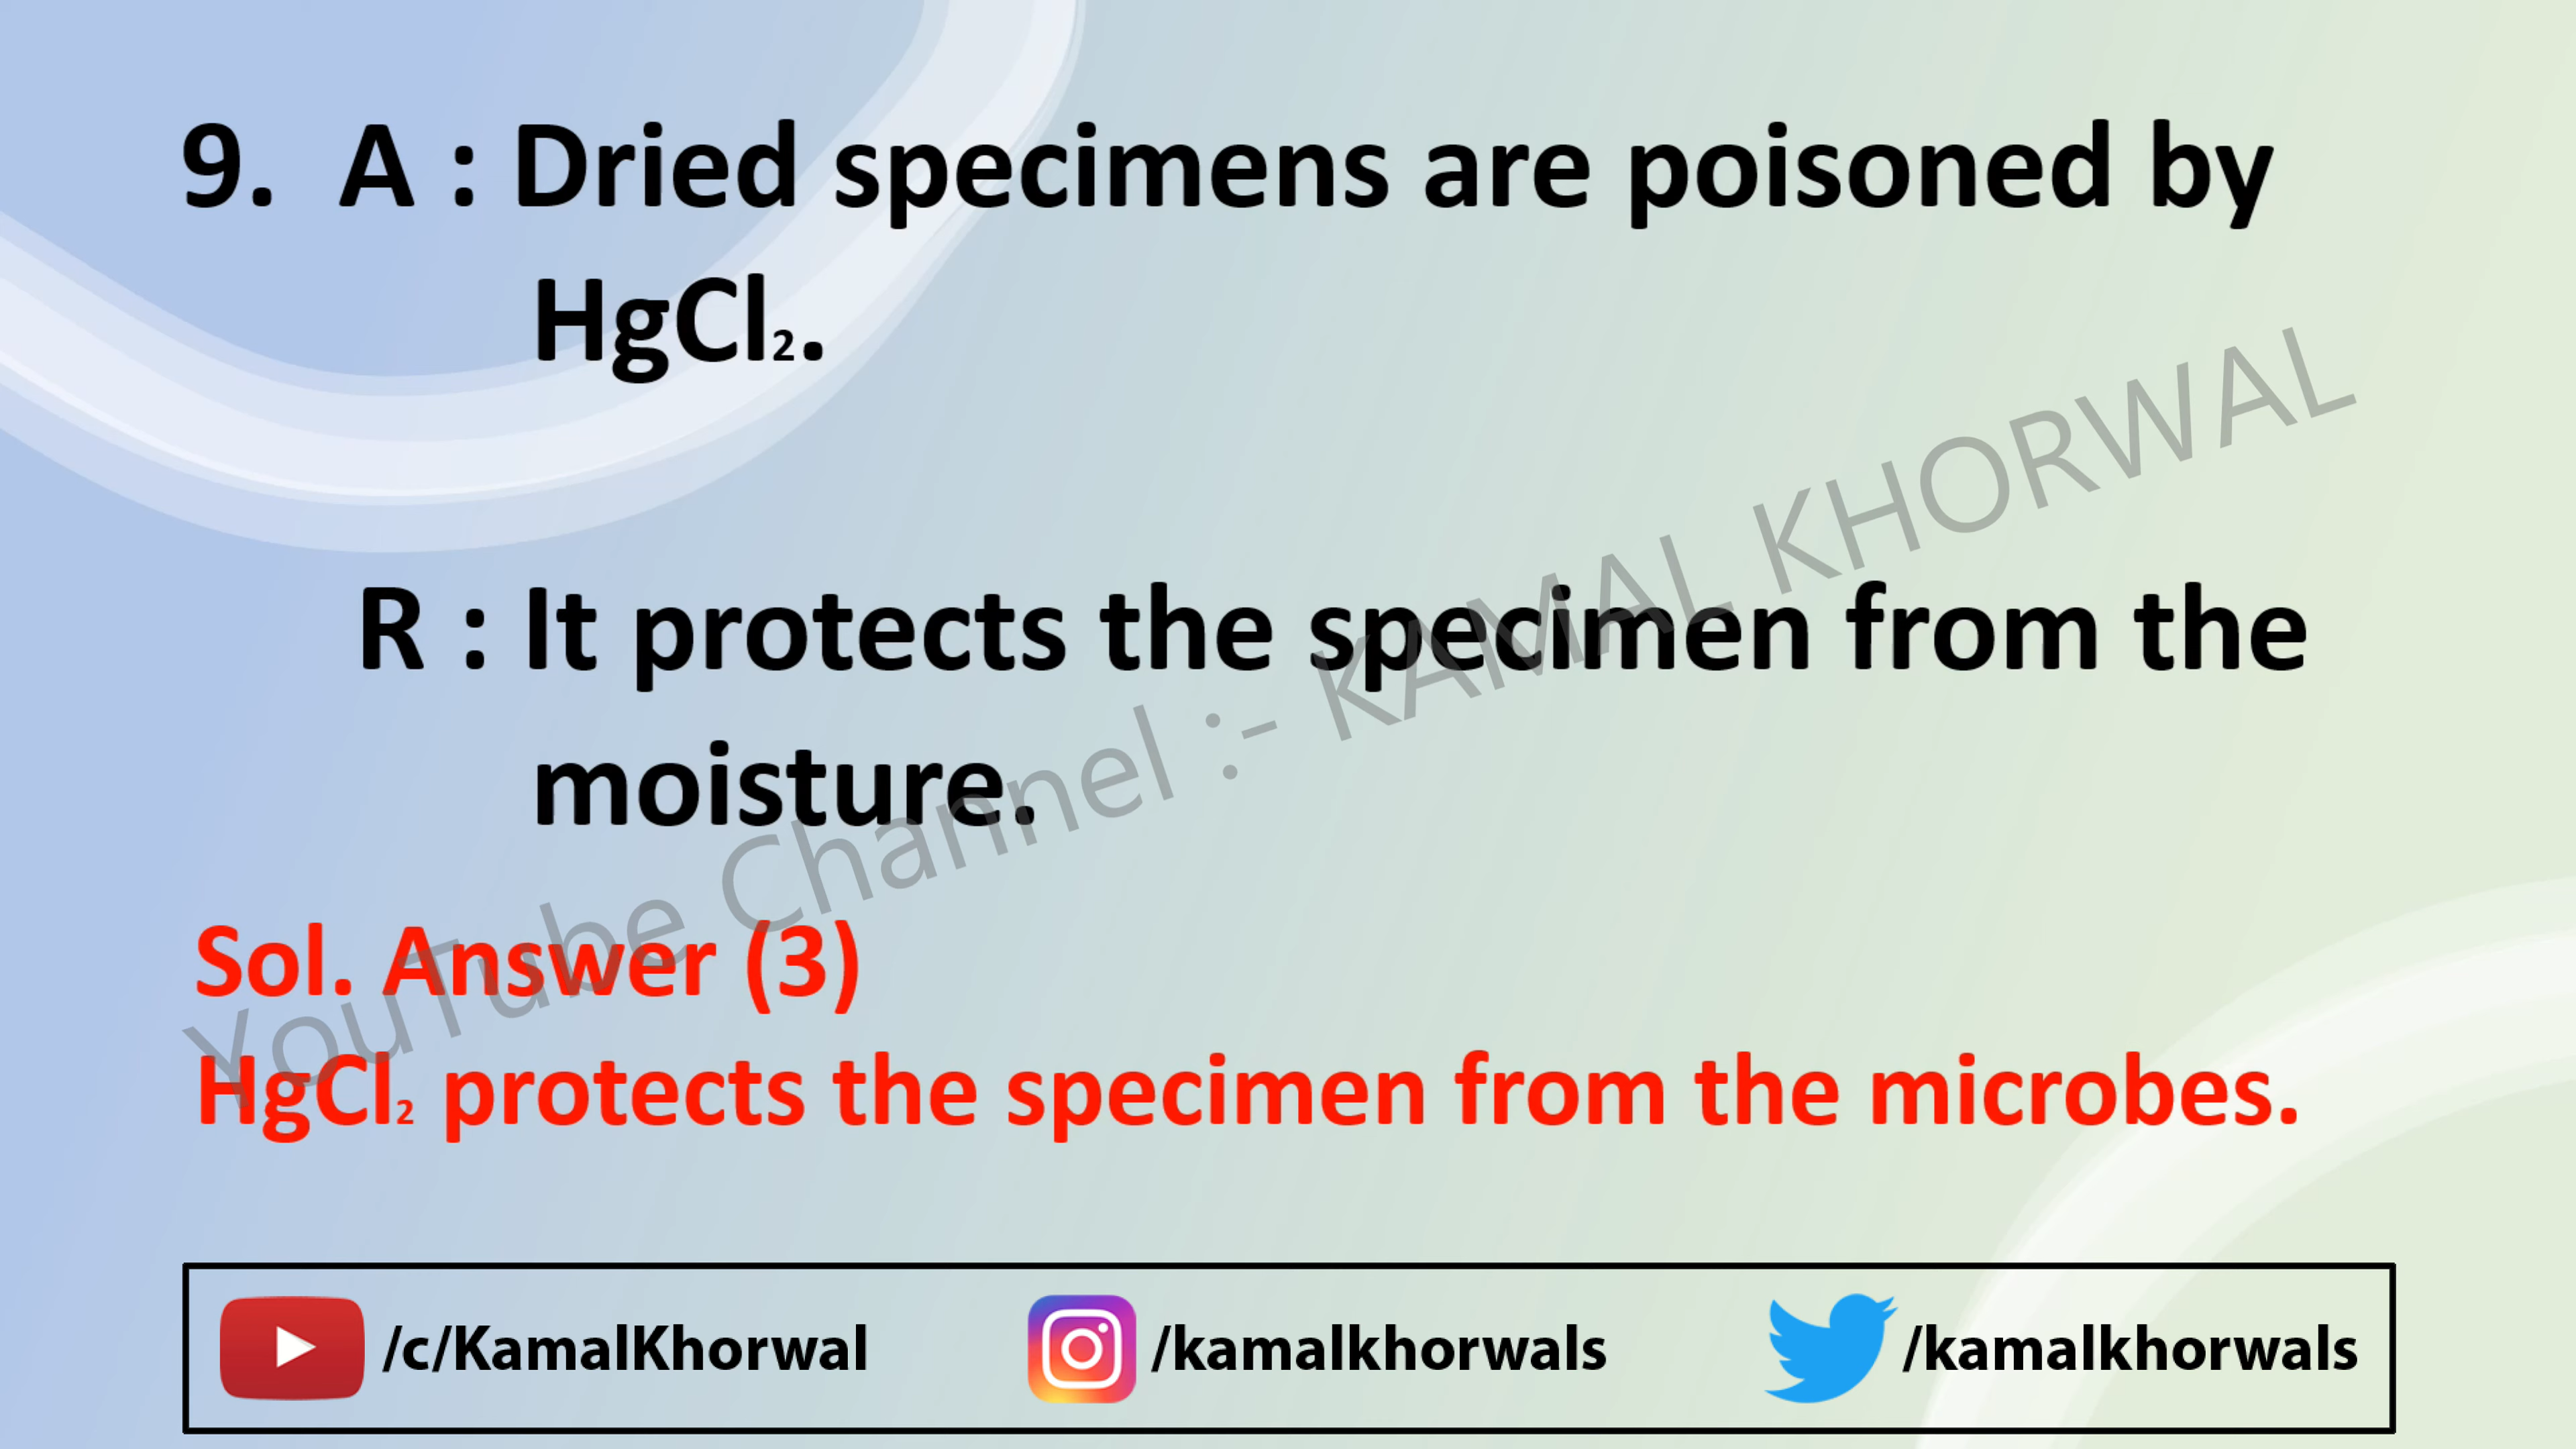 9. A : Dried specimens are poisoned by
HgCl₂.
R : It protects the specimen from the
moisture.
YouTube Channel :- KAMAL KHORWAL
Sol. Answer (3)
HgCl₂ protects the specimen from the microbes.
/c/KamalKhorwal /kamalkhorwals /kamalkhorwals